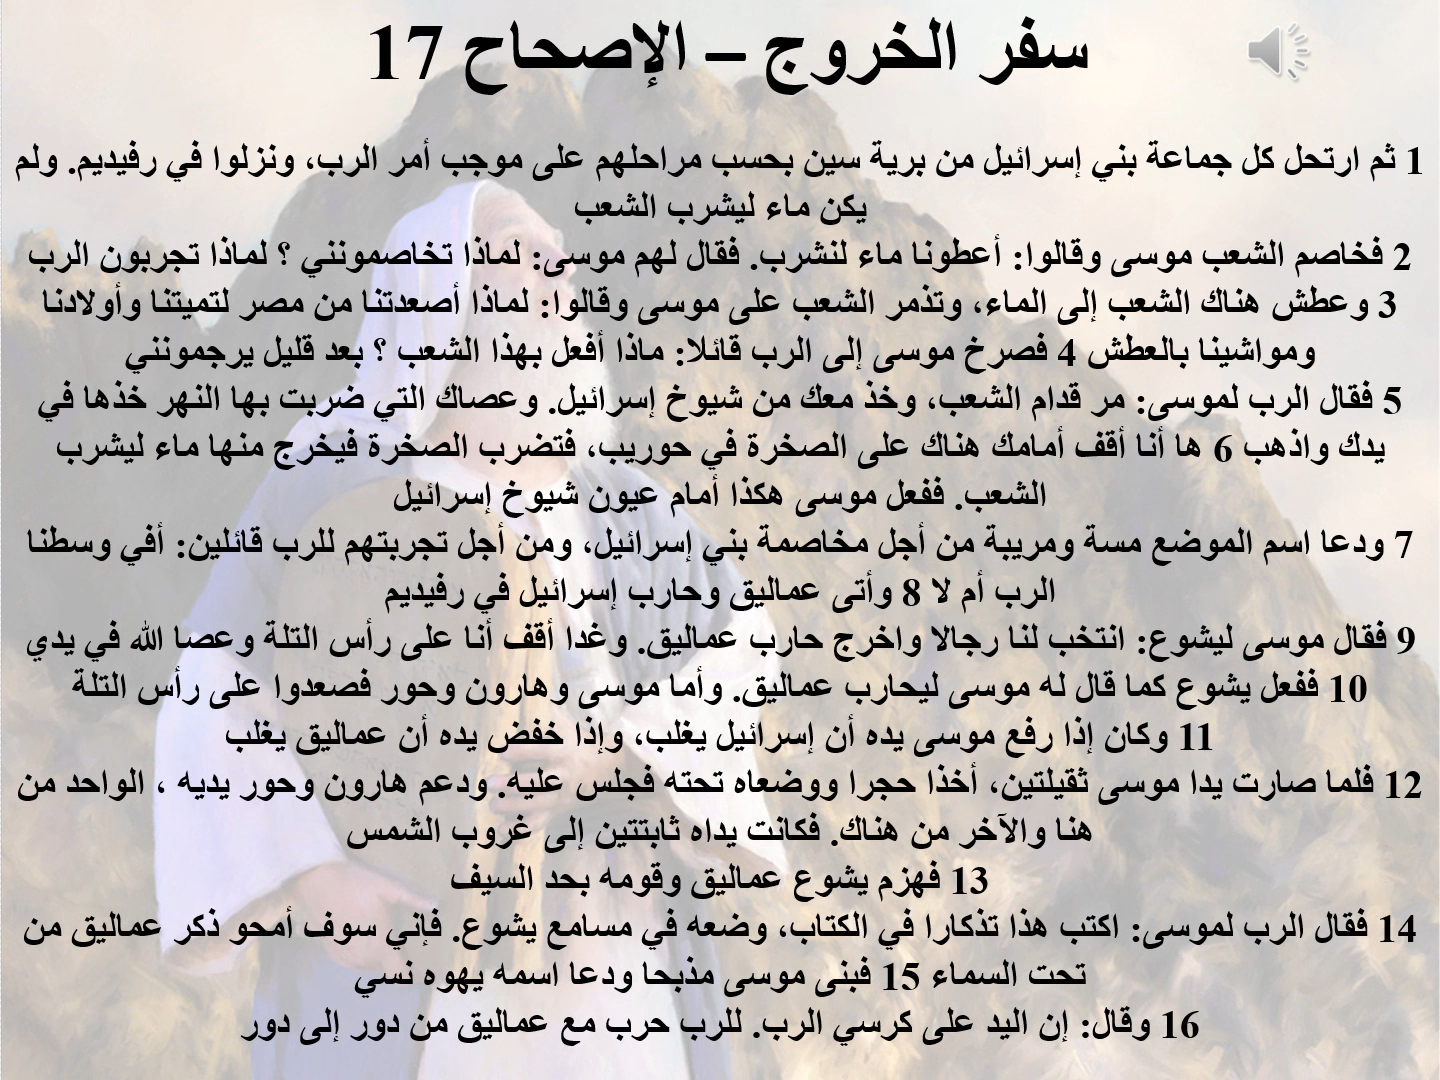 سفر الخروج – الإصحاح 17
1 ثم ارتحل كل جماعة بني إسرائيل من برية سين بحسب مراحلهم على موجب أمر الرب، ونزلوا في رفيديم. ولم
يكن ماء ليشرب الشعب
2 فخاصم الشعب موسى وقالوا: أعطونا ماء لنشرب. فقال لهم موسى: لماذا تخاصمونني ؟ لماذا تجربون الرب
3 وعطش هناك الشعب إلى الماء، وتذمر الشعب على موسى وقالوا: لماذا أصعدتنا من مصر لتميتنا وأولادنا
ومواشينا بالعطش 4 فصرخ موسى إلى الرب قائلا: ماذا أفعل بهذا الشعب ؟ بعد قليل يرجمونني
5 فقال الرب لموسى: مر قدام الشعب، وخذ معك من شيوخ إسرائيل. وعصاك التي ضربت بها النهر خذها في
يدك واذهب 6 ها أنا أقف أمامك هناك على الصخرة في حوريب، فتضرب الصخرة فيخرج منها ماء ليشرب
الشعب. ففعل موسى هكذا أمام عيون شيوخ إسرائيل
7 ودعا اسم الموضع مسة ومريبة من أجل مخاصمة بني إسرائيل، ومن أجل تجربتهم للرب قائلين: أفي وسطنا
الرب أم لا 8 وأتى عماليق وحارب إسرائيل في رفيديم
9 فقال موسى ليشوع: انتخب لنا رجالا واخرج حارب عماليق. وغدا أقف أنا على رأس التلة وعصا الله في يدي
10 ففعل يشوع كما قال له موسى ليحارب عماليق. وأما موسى وهارون وحور فصعدوا على رأس التلة
11 وكان إذا رفع موسى يده أن إسرائيل يغلب، وإذا خفض يده أن عماليق يغلب
12 فلما صارت يدا موسى ثقيلتين، أخذا حجرا ووضعاه تحته فجلس عليه. ودعم هارون وحور يديه ، الواحد من
هنا والآخر من هناك. فكانت يداه ثابتتين إلى غروب الشمس
13 فهزم يشوع عماليق وقومه بحد السيف
14 فقال الرب لموسى: اكتب هذا تذكارا في الكتاب، وضعه في مسامع يشوع. فإني سوف أمحو ذكر عماليق من
تحت السماء 15 فبنى موسى مذبحا ودعا اسمه يهوه نسي
16 وقال: إن اليد على كرسي الرب. للرب حرب مع عماليق من دور إلى دور